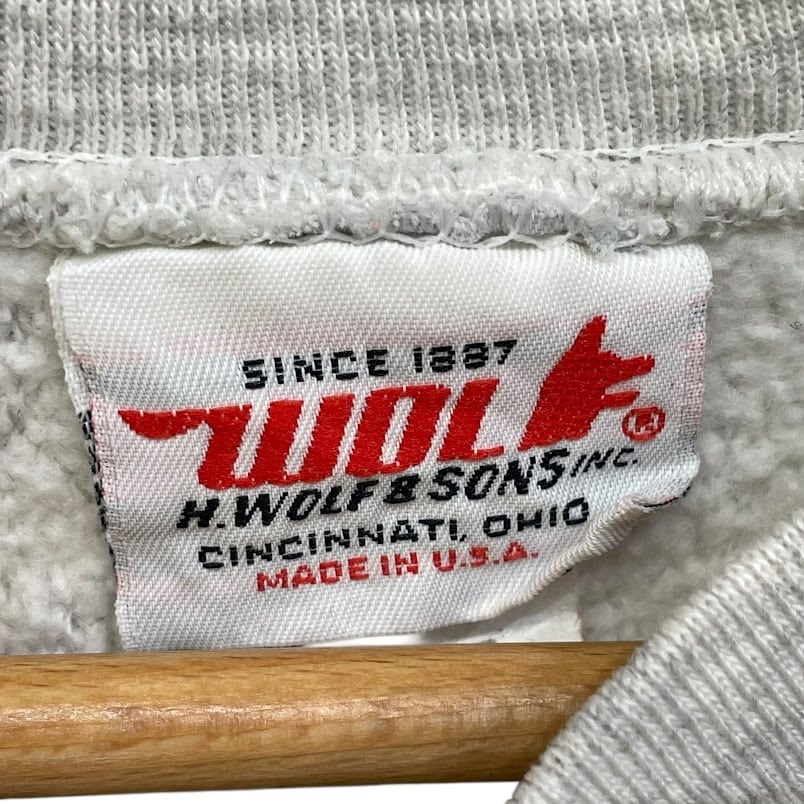 SINCE 1887
WOLF ®
H. WOLF & SONS INC.
CINCINNATI, OHIO
MADE IN U.S.A.